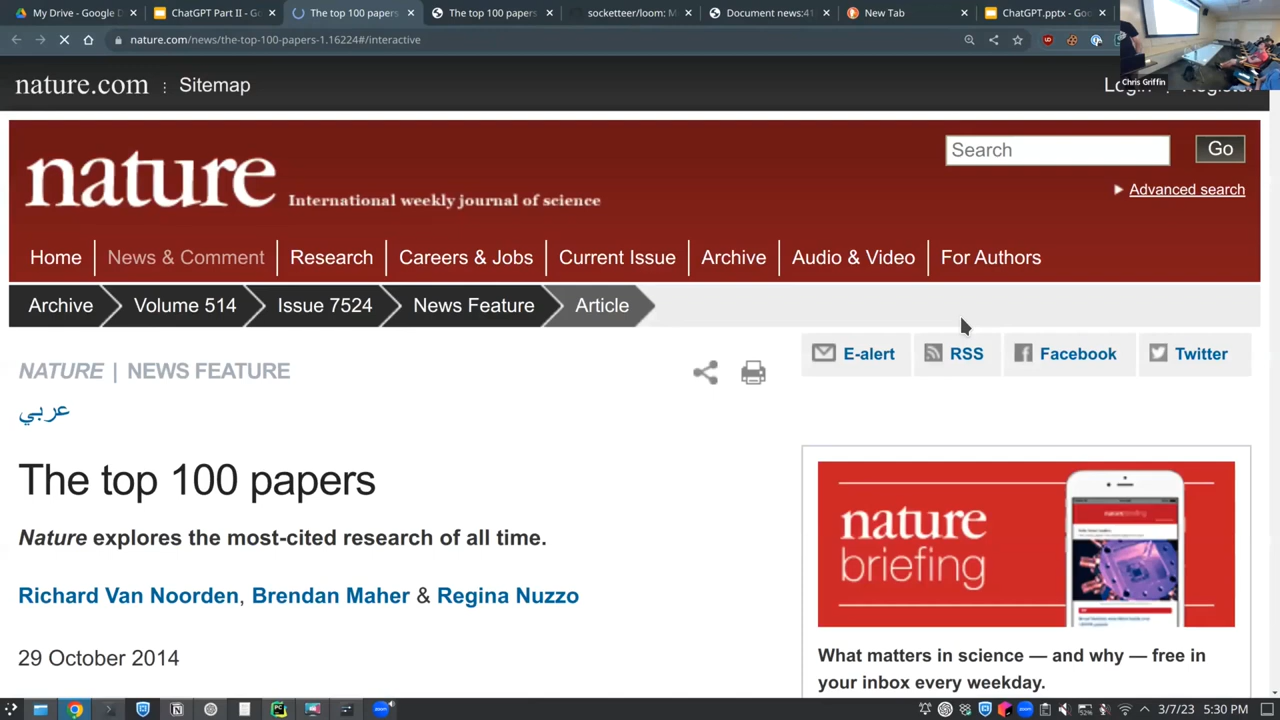 My Drive - Google D
ChatGPT Part II - Go
The top 100 papers
The top 100 papers
socketteer/loom: M
Document news:41
New Tab
ChatGPT.pptx - Goo
nature.com/news/the-top-100-papers-1.16224#/interactive
Chris Griffin
nature.com : Sitemap
nature International weekly journal of science
Search Go
Advanced search
Home News & Comment Research Careers & Jobs Current Issue Archive Audio & Video For Authors
Archive Volume 514 Issue 7524 News Feature Article
E-alert RSS Facebook Twitter
NATURE | NEWS FEATURE
عربي
The top 100 papers
Nature explores the most-cited research of all time.
Richard Van Noorden, Brendan Maher & Regina Nuzzo
29 October 2014
nature
briefing
What matters in science — and why — free in
your inbox every weekday.
3/7/23 5:30 PM